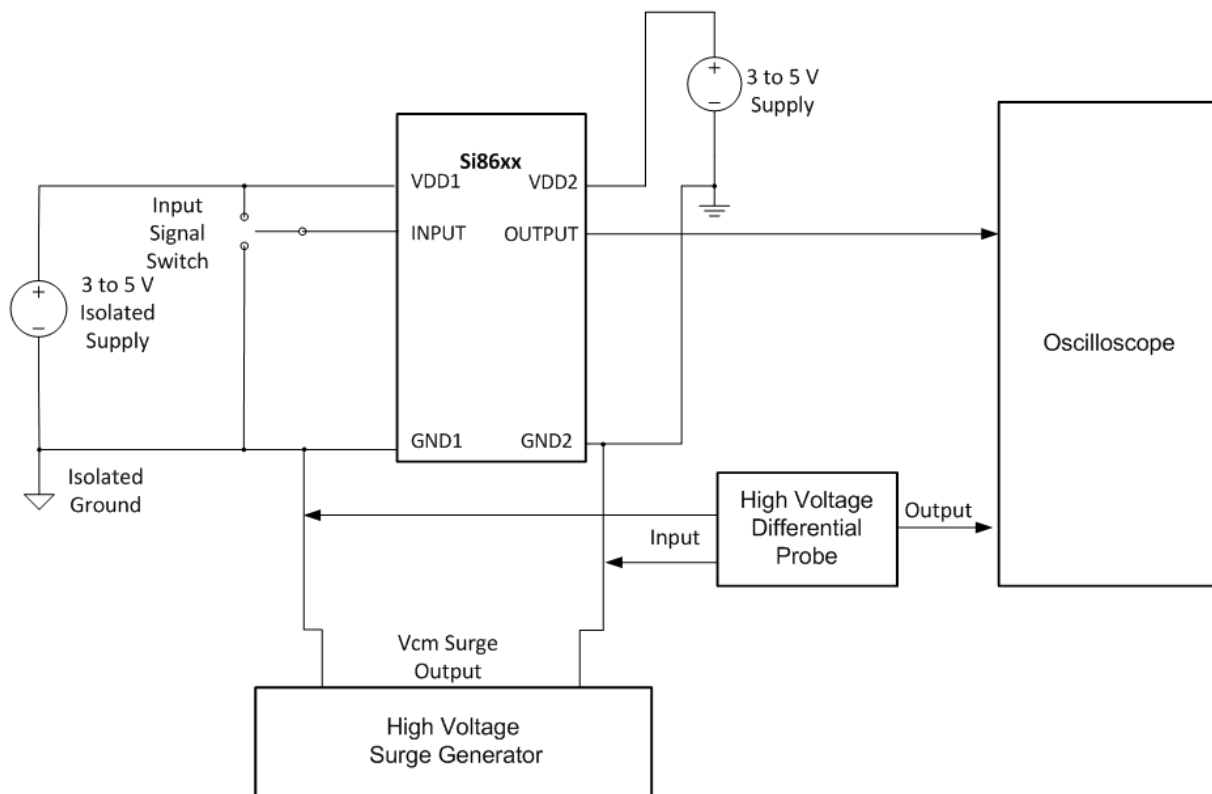 3 to 5 V
Supply
+
−
Si86xx
VDD1
VDD2
Input
Signal
Switch
INPUT
OUTPUT
3 to 5 V
Isolated
Supply
+
−
Oscilloscope
GND1
GND2
Isolated
Ground
High Voltage
Differential
Probe
Input
Output
Vcm Surge
Output
High Voltage
Surge Generator